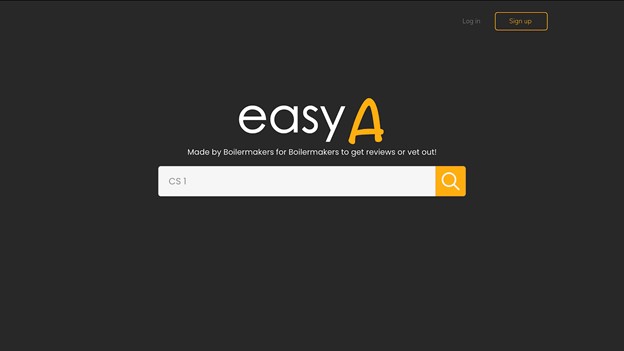 Log in
Sign up
easyA
Made by Boilermakers for Boilermakers to get reviews or vet out!
CS 1